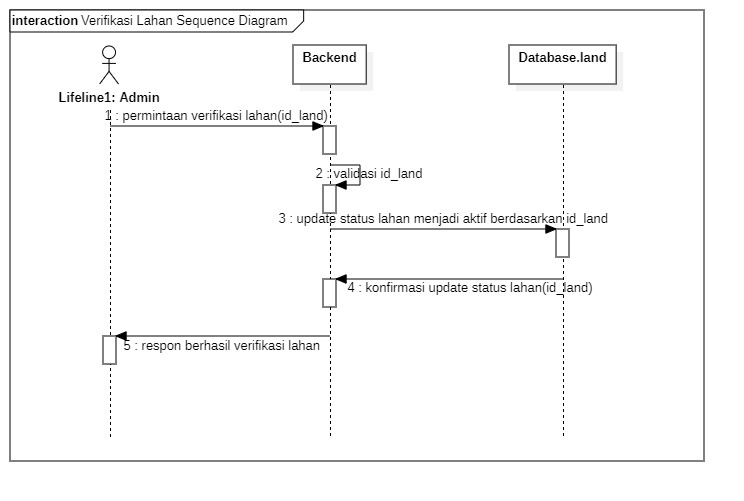 interaction Verifikasi Lahan Sequence Diagram
Backend
Database.land
Lifeline1: Admin
1 : permintaan verifikasi lahan(id_land)
2 : validasi id_land
3 : update status lahan menjadi aktif berdasarkan id_land
4 : konfirmasi update status lahan(id_land)
5 : respon berhasil verifikasi lahan